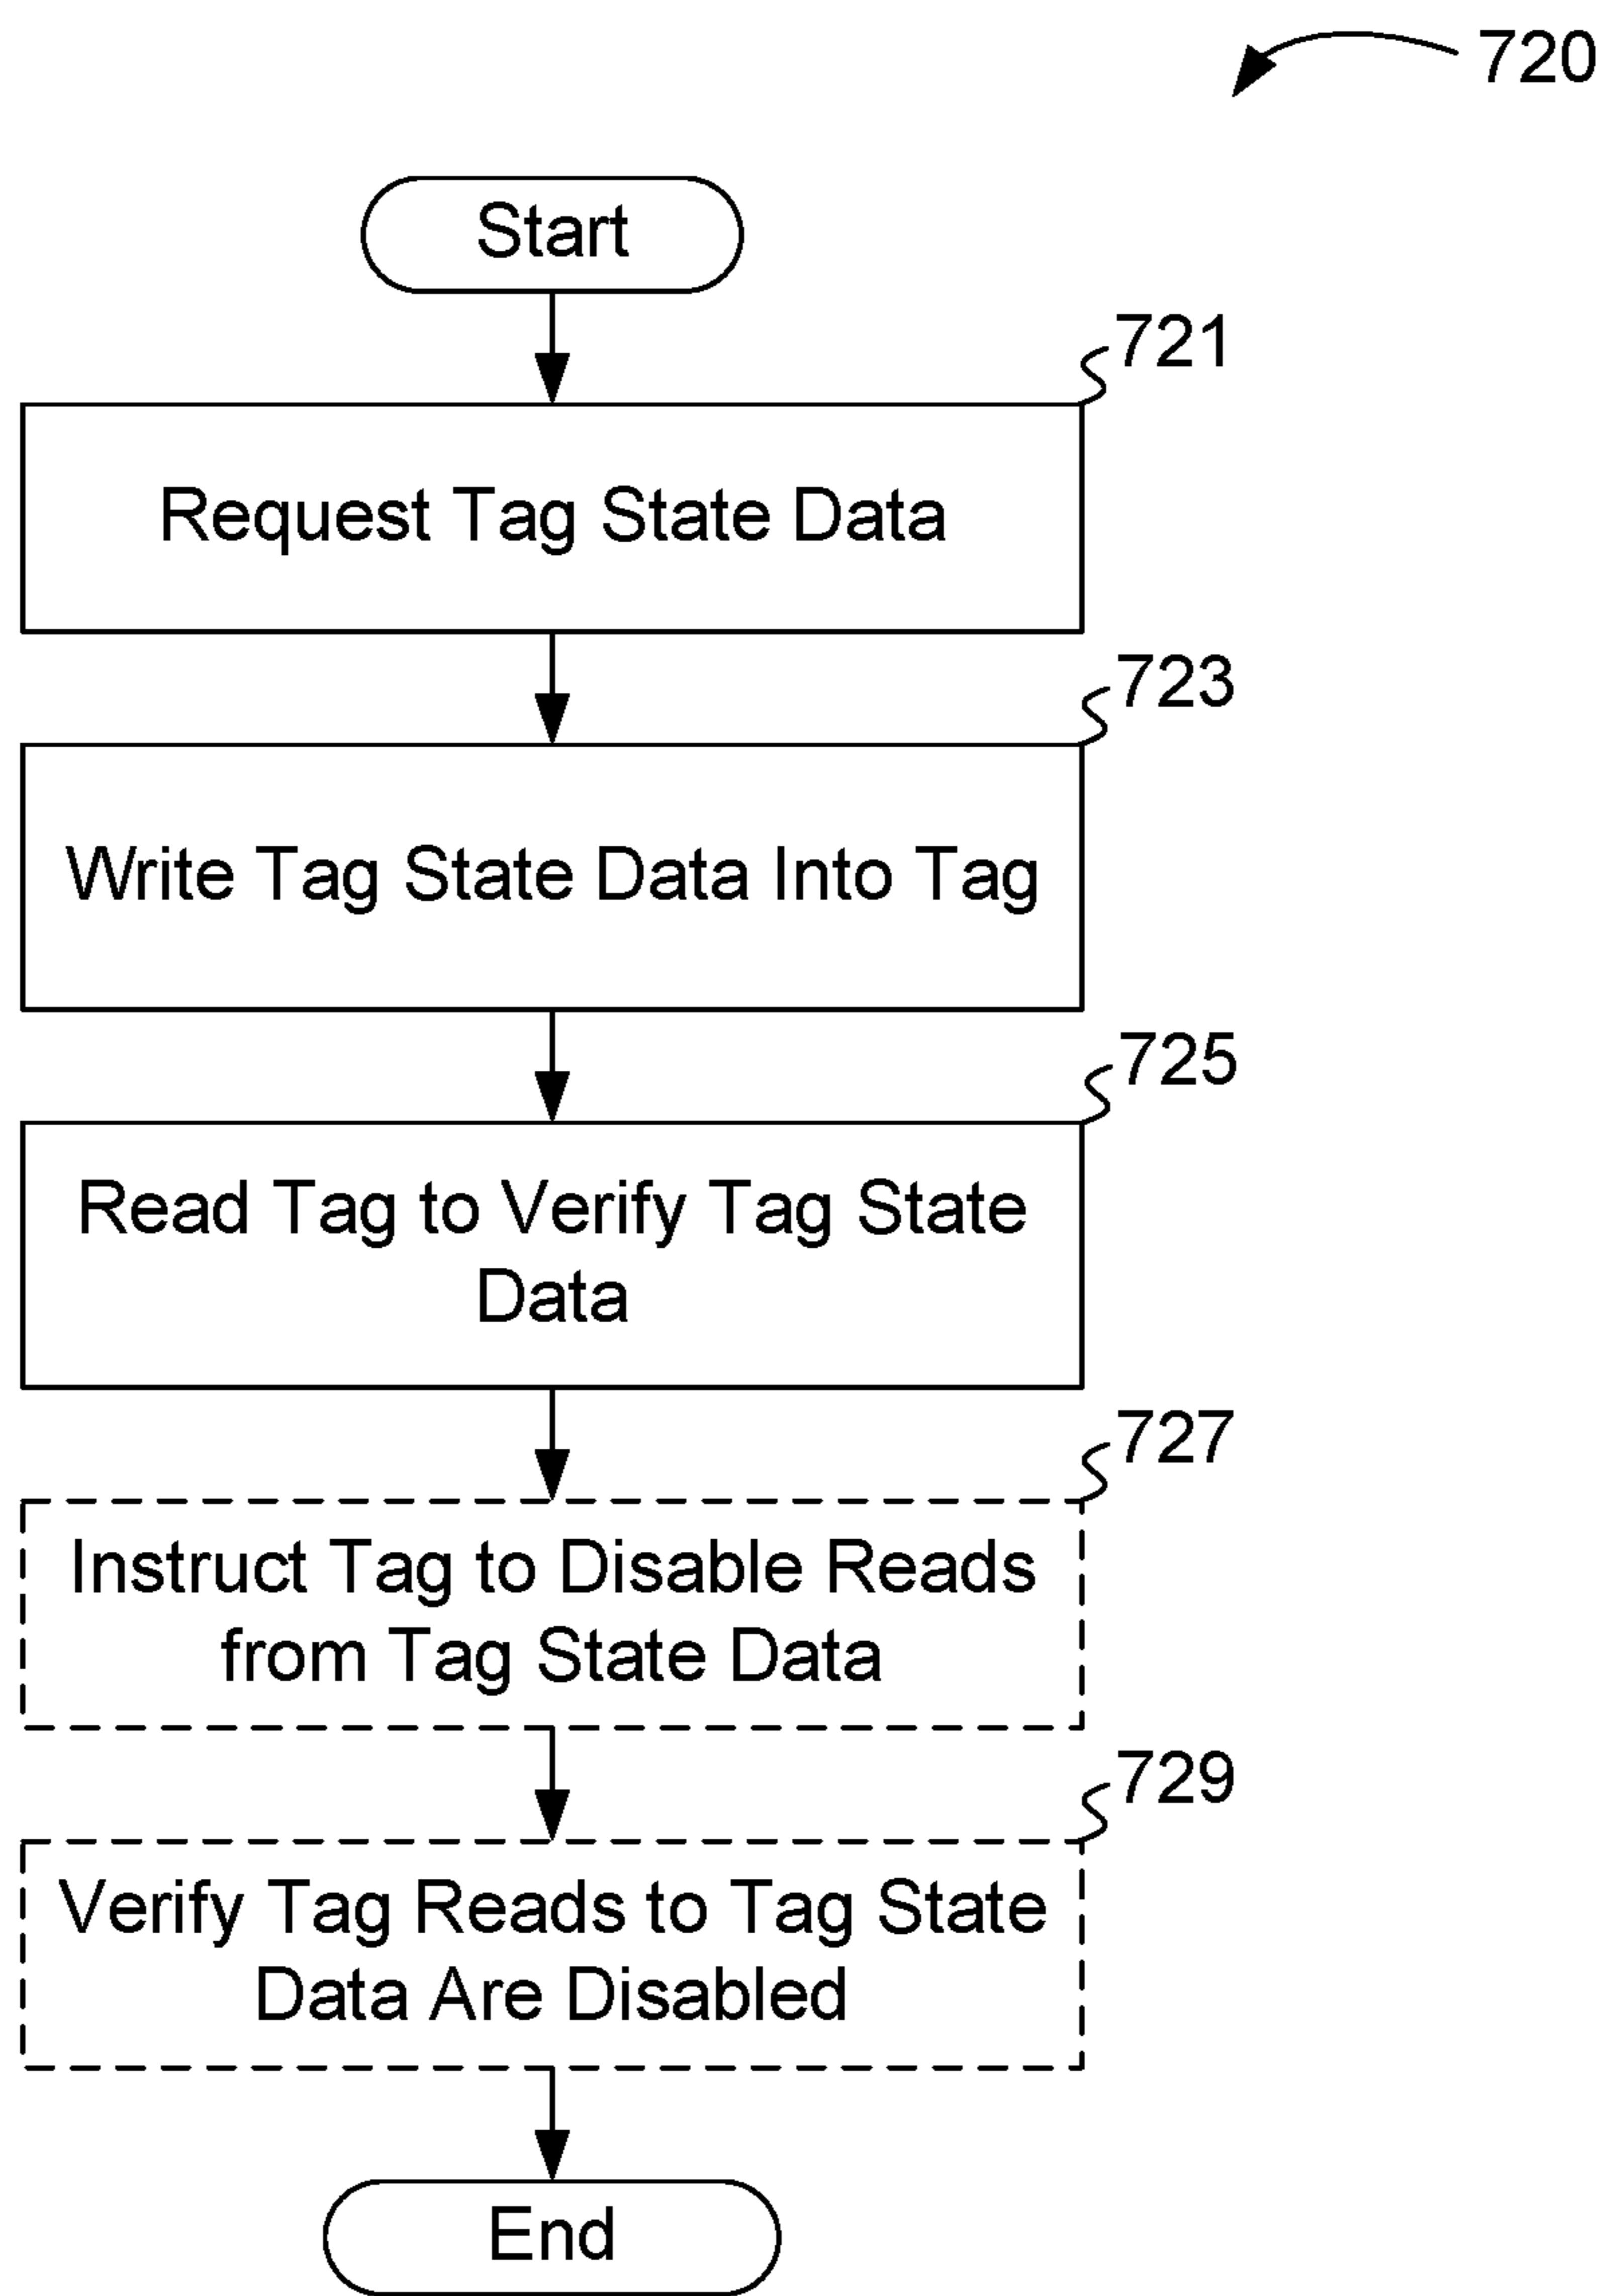 720
Start
721
Request Tag State Data
723
Write Tag State Data Into Tag
725
Read Tag to Verify Tag State
Data
727
Instruct Tag to Disable Reads
from Tag State Data
729
Verify Tag Reads to Tag State
Data Are Disabled
End